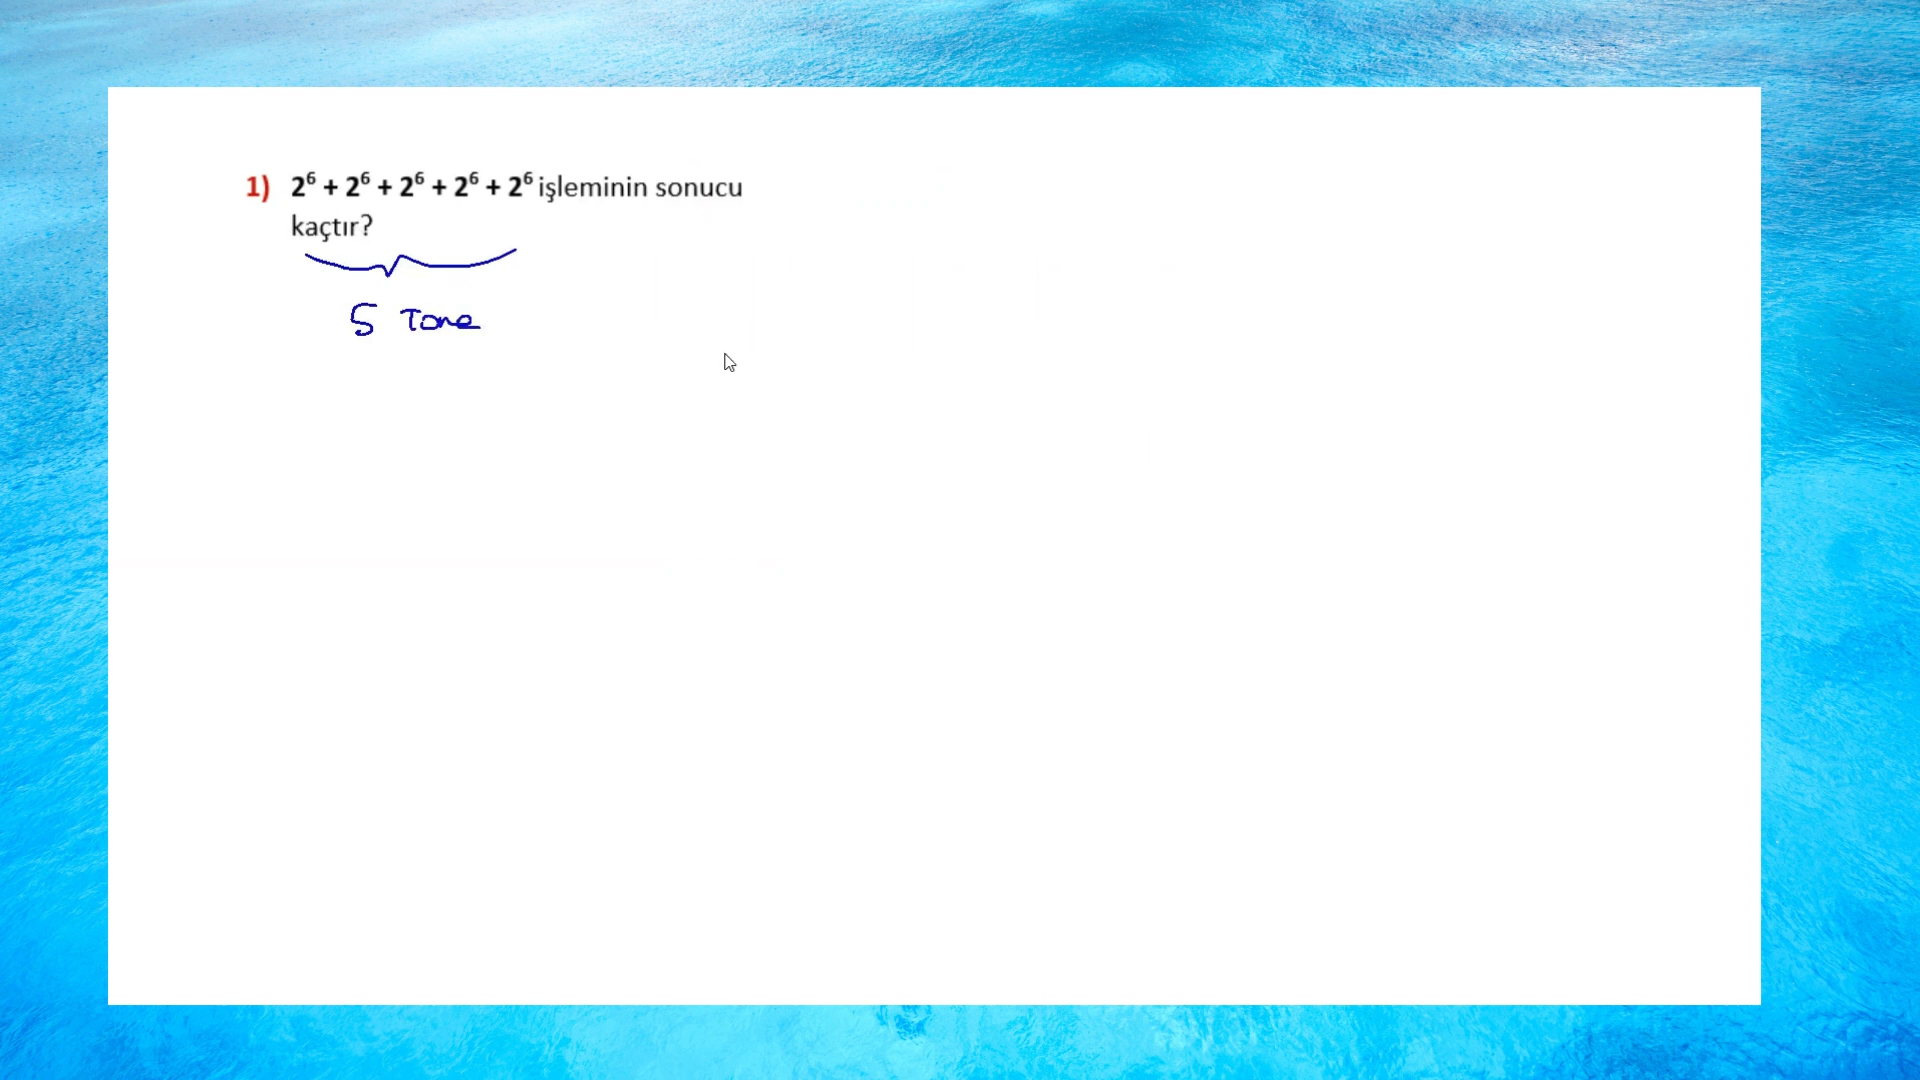 1) 2⁶ + 2⁶ + 2⁶ + 2⁶ + 2⁶ işleminin sonucu
kaçtır?
5 Tane